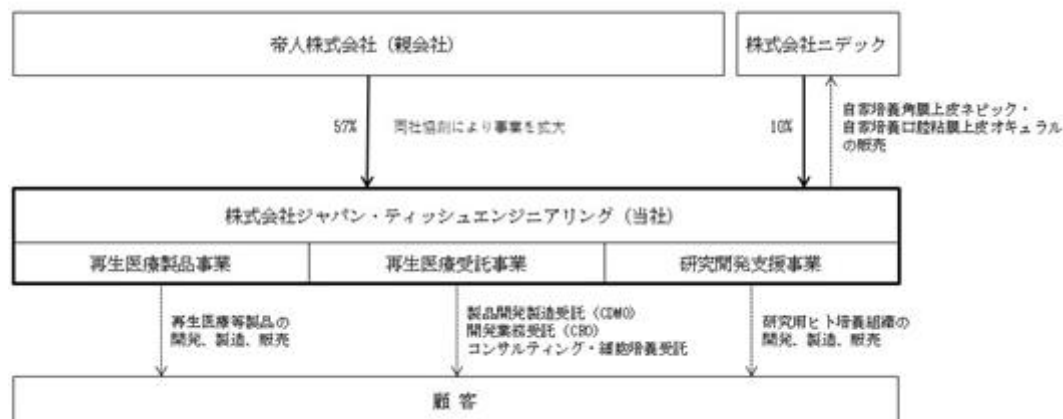 帝人株式会社（親会社）
株式会社ニデック
57%
両社協創により事業を拡大
10%
自家培養角膜上皮ネピック・
自家培養口腔粘膜上皮オキュラル
の販売
株式会社ジャパン・ティッシュエンジニアリング（当社）
再生医療製品事業
再生医療受託事業
研究開発支援事業
再生医療等製品の
開発、製造、販売
製品開発製造受託（CDMO）
開発業務受託（CRO）
コンサルティング・細胞培養受託
研究用ヒト培養組織の
開発、製造、販売
顧 客